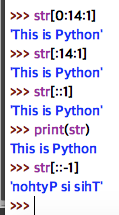 >>> str[0:14:1]
'This is Python'
>>> str[:14:1]
'This is Python'
>>> str[::1]
'This is Python'
>>> print(str)
This is Python
>>> str[::-1]
'nohtyP si sihT'
>>>